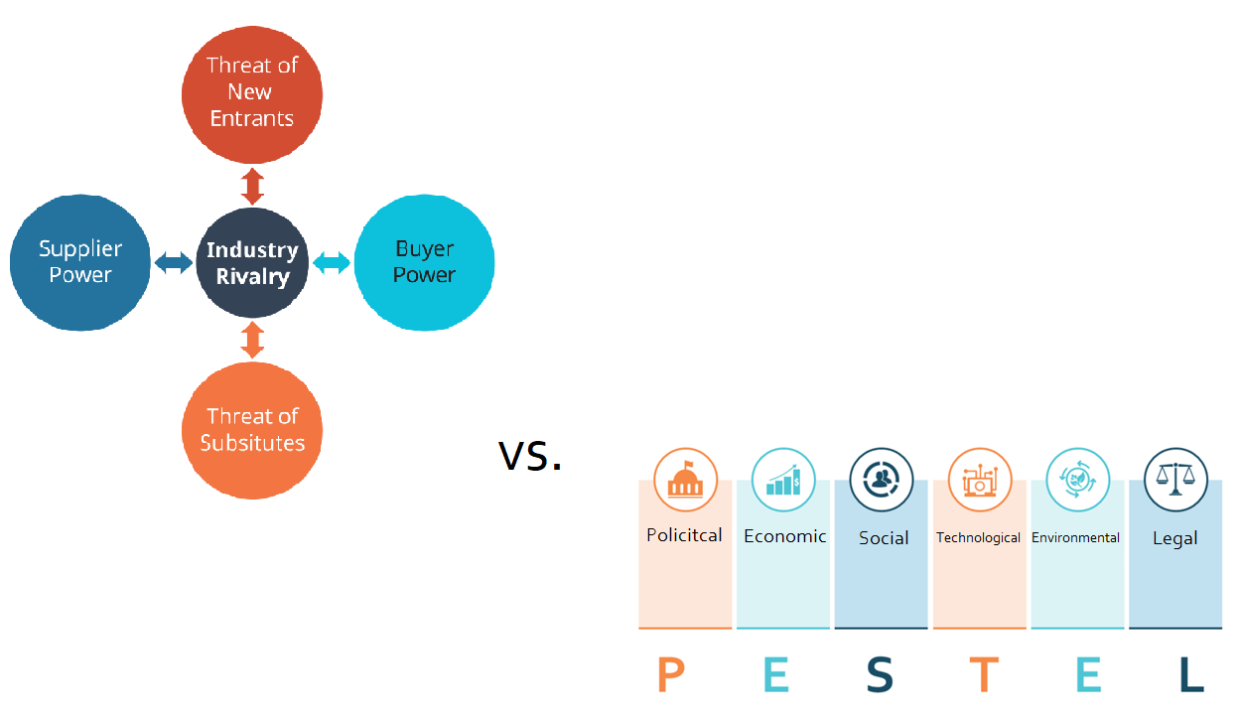 Threat of
New
Entrants
Supplier
Power
Industry
Rivalry
Buyer
Power
Threat of
Subsitutes
vs.
Policitcal
Economic
Social
Technological
Environmental
Legal
P E S T E L